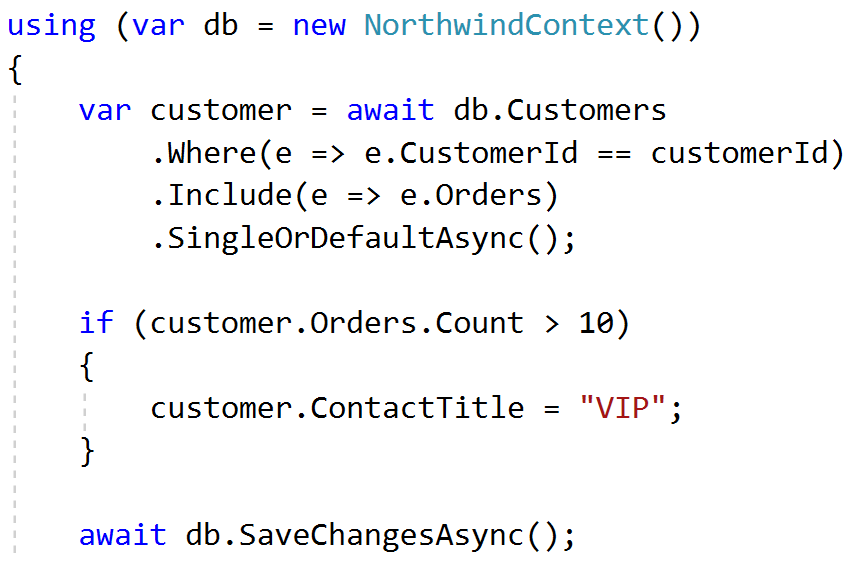 using (var db = new NorthwindContext())
{
    var customer = await db.Customers
        .Where(e => e.CustomerId == customerId)
        .Include(e => e.Orders)
        .SingleOrDefaultAsync();

    if (customer.Orders.Count > 10)
    {
        customer.ContactTitle = "VIP";
    }

    await db.SaveChangesAsync();